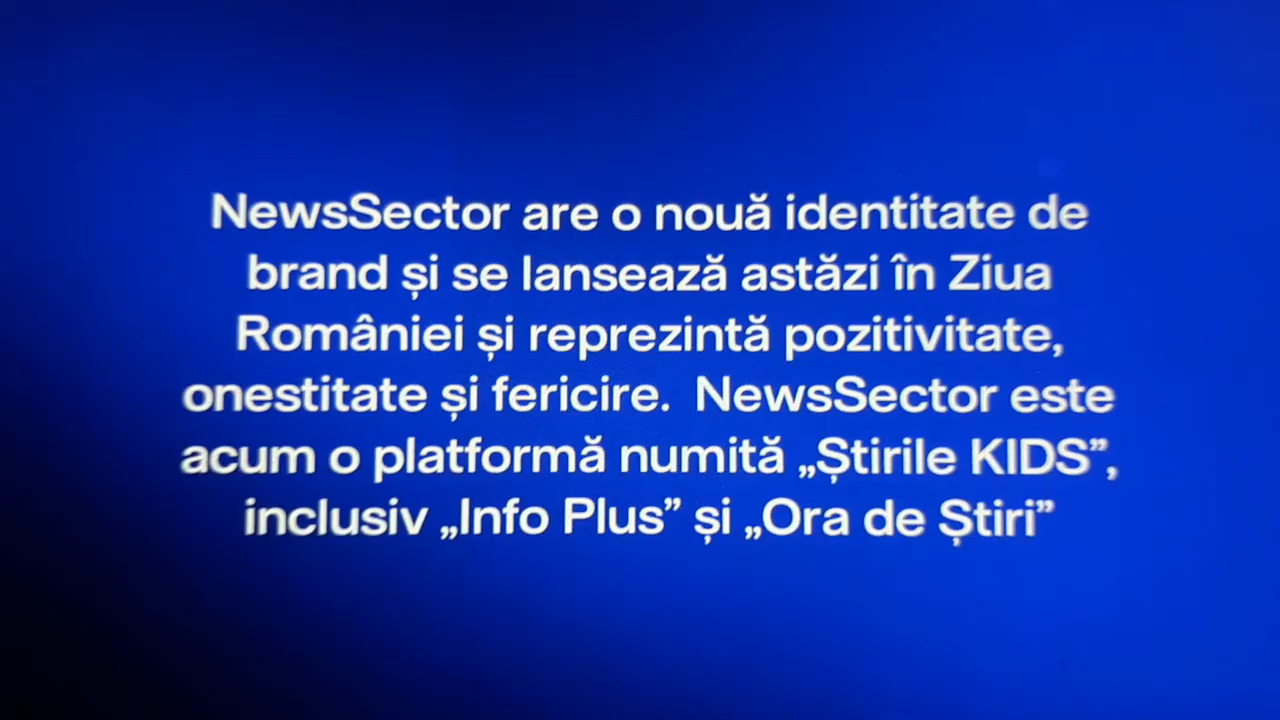 NewsSector are o nouă identitate de
brand și se lansează astăzi în Ziua
României și reprezintă pozitivitate,
onestitate și fericire. NewsSector este
acum o platformă numită „Știrile KIDS”,
inclusiv „Info Plus” și „Ora de Știri”